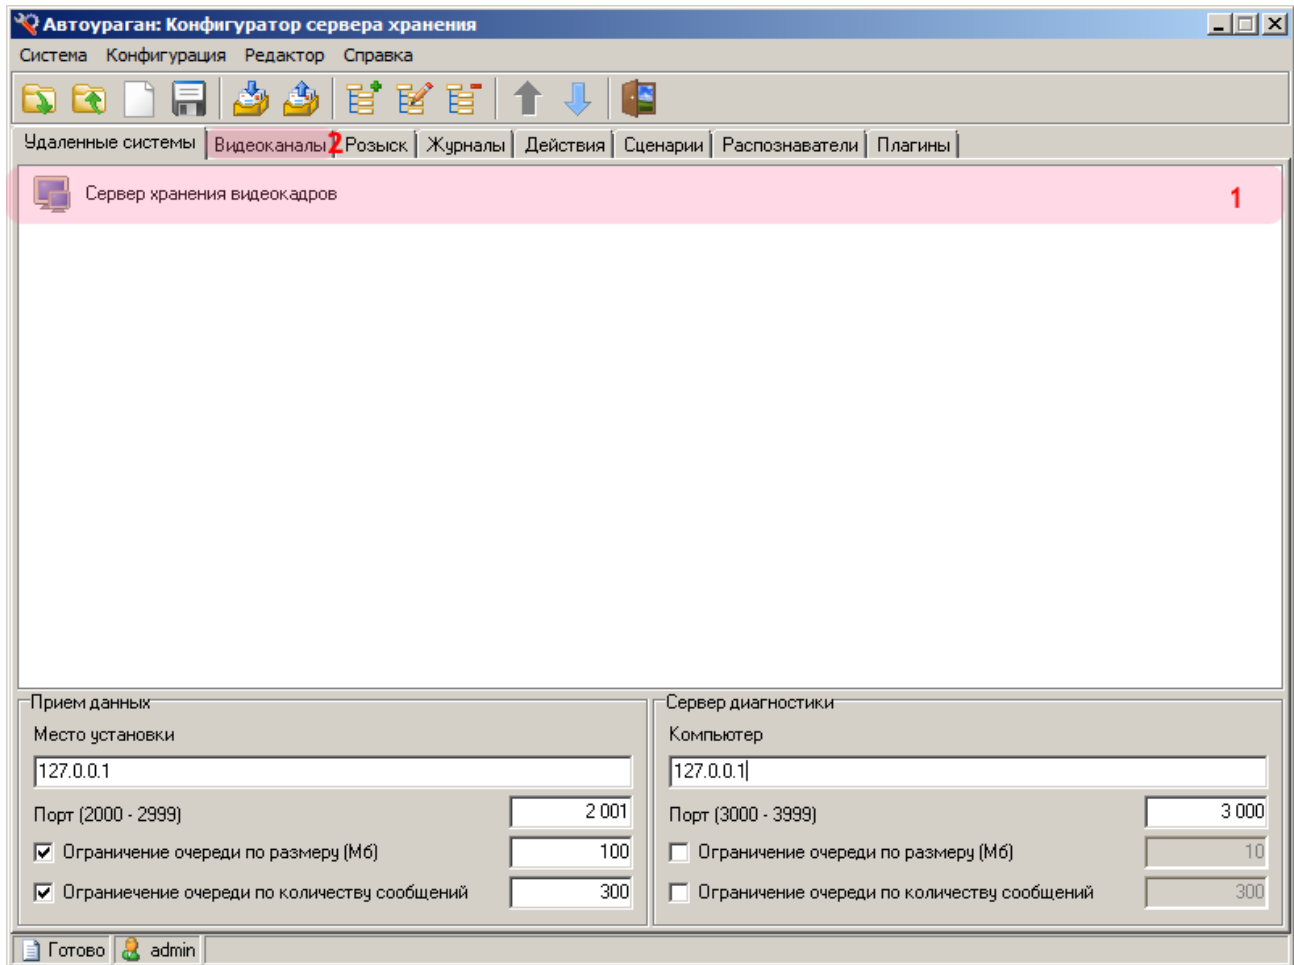 Автоураган: Конфигуратор сервера хранения
Система Конфигурация Редактор Справка
Удаленные системы Видеоканалы 2 Розыск Журналы Действия Сценарии Распознаватели Плагины
Сервер хранения видеокадров 1
Прием данных
Место установки
127.0.0.1
Порт (2000 - 2999) 2 001
Ограничение очереди по размеру (Мб) 100
Ограниечение очереди по количеству сообщений 300
Сервер диагностики
Компьютер
127.0.0.1
Порт (3000 - 3999) 3 000
Ограничение очереди по размеру (Мб) 10
Ограничение очереди по количеству сообщений 300
Готово admin